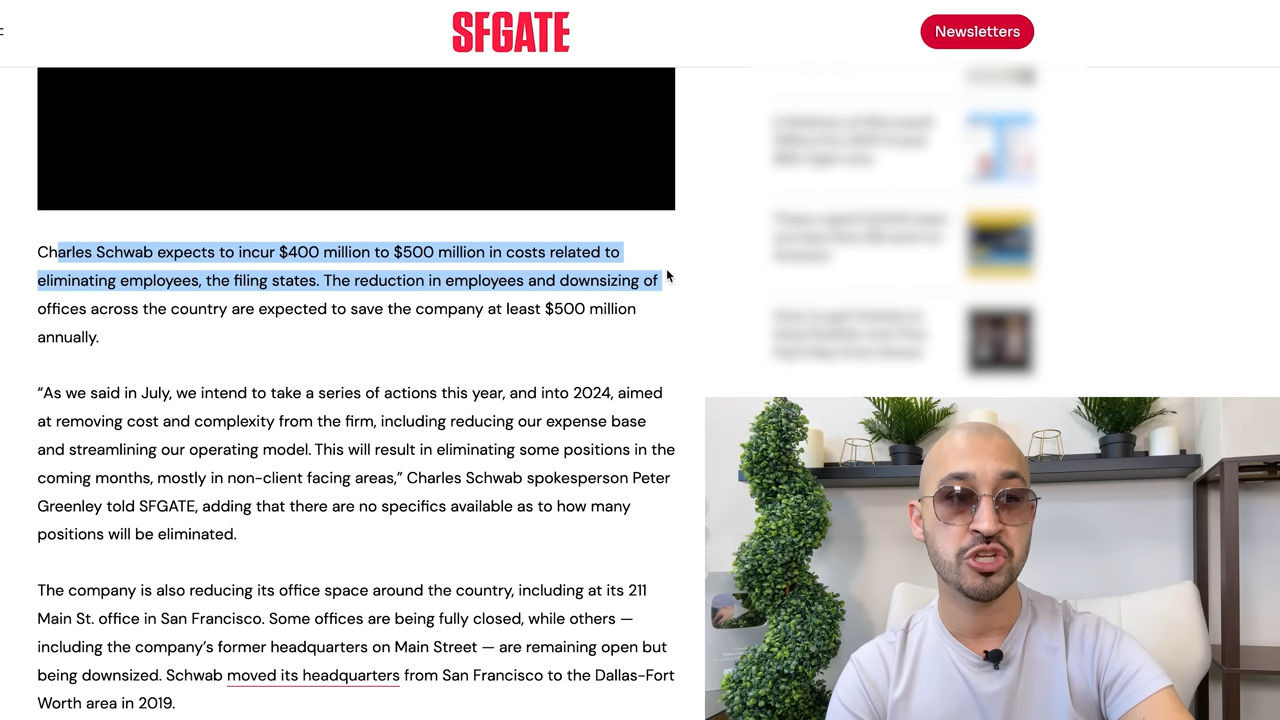 SFGATE
Newsletters
Charles Schwab expects to incur $400 million to $500 million in costs related to
eliminating employees, the filing states. The reduction in employees and downsizing of
offices across the country are expected to save the company at least $500 million
annually.
“As we said in July, we intend to take a series of actions this year, and into 2024, aimed
at removing cost and complexity from the firm, including reducing our expense base
and streamlining our operating model. This will result in eliminating some positions in the
coming months, mostly in non-client facing areas,” Charles Schwab spokesperson Peter
Greenley told SFGATE, adding that there are no specifics available as to how many
positions will be eliminated.
The company is also reducing its office space around the country, including at its 211
Main St. office in San Francisco. Some offices are being fully closed, while others —
including the company’s former headquarters on Main Street — are remaining open but
being downsized. Schwab moved its headquarters from San Francisco to the Dallas-Fort
Worth area in 2019.